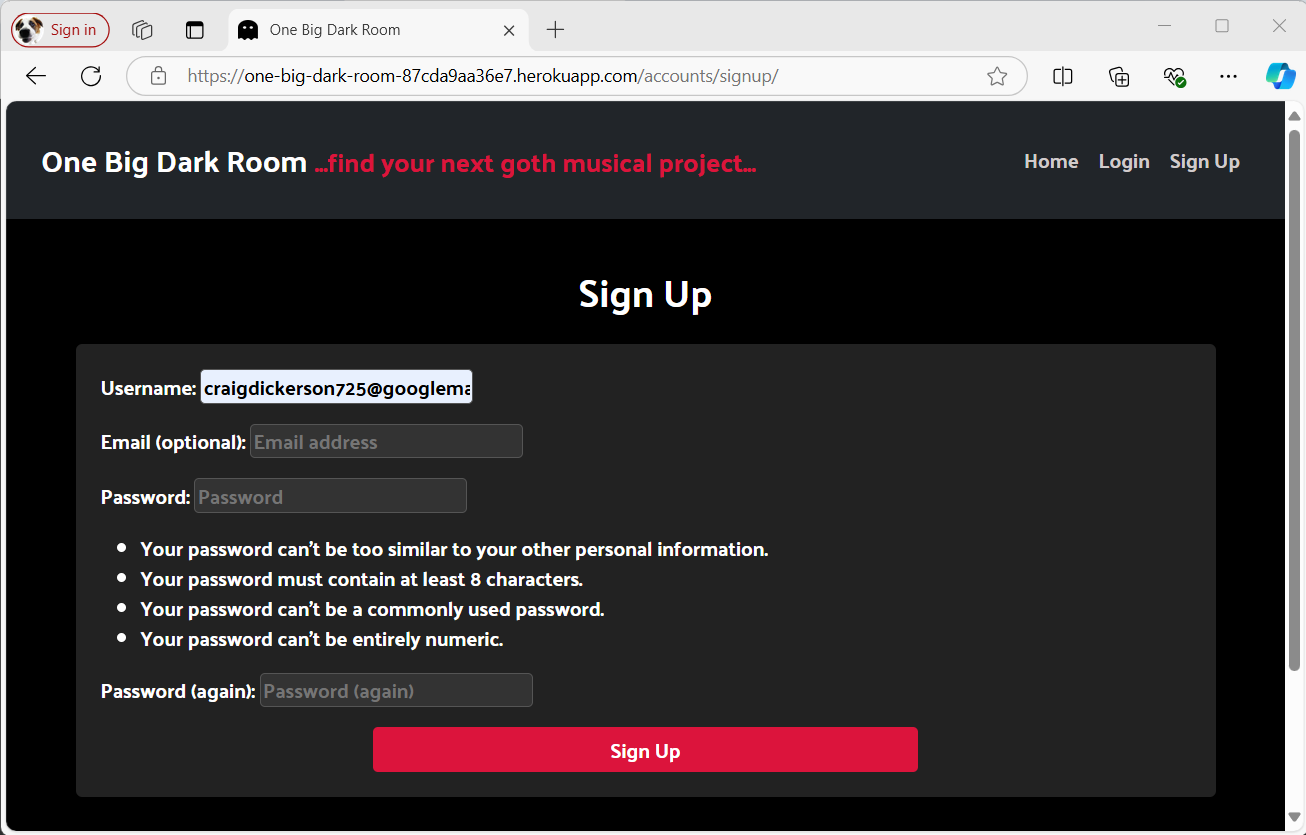 Sign in
One Big Dark Room
https://one-big-dark-room-87cda9aa36e7.herokuapp.com/accounts/signup/
One Big Dark Room ...find your next goth musical project... Home Login Sign Up
Sign Up
Username: craigdickerson725@googlema
Email (optional): Email address
Password: Password
Your password can't be too similar to your other personal information.
Your password must contain at least 8 characters.
Your password can't be a commonly used password.
Your password can't be entirely numeric.
Password (again): Password (again)
Sign Up